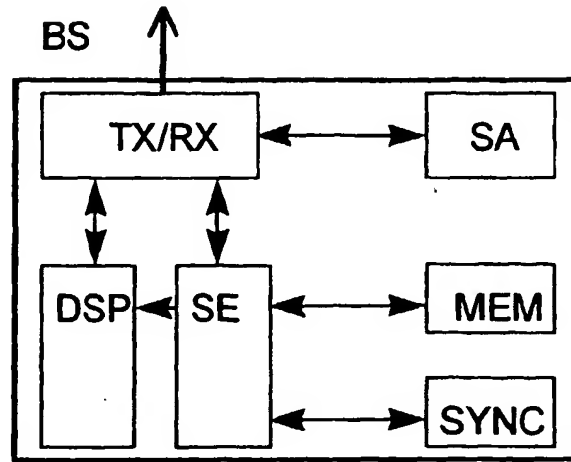 BS
TX/RX
SA
DSP
SE
MEM
SYNC